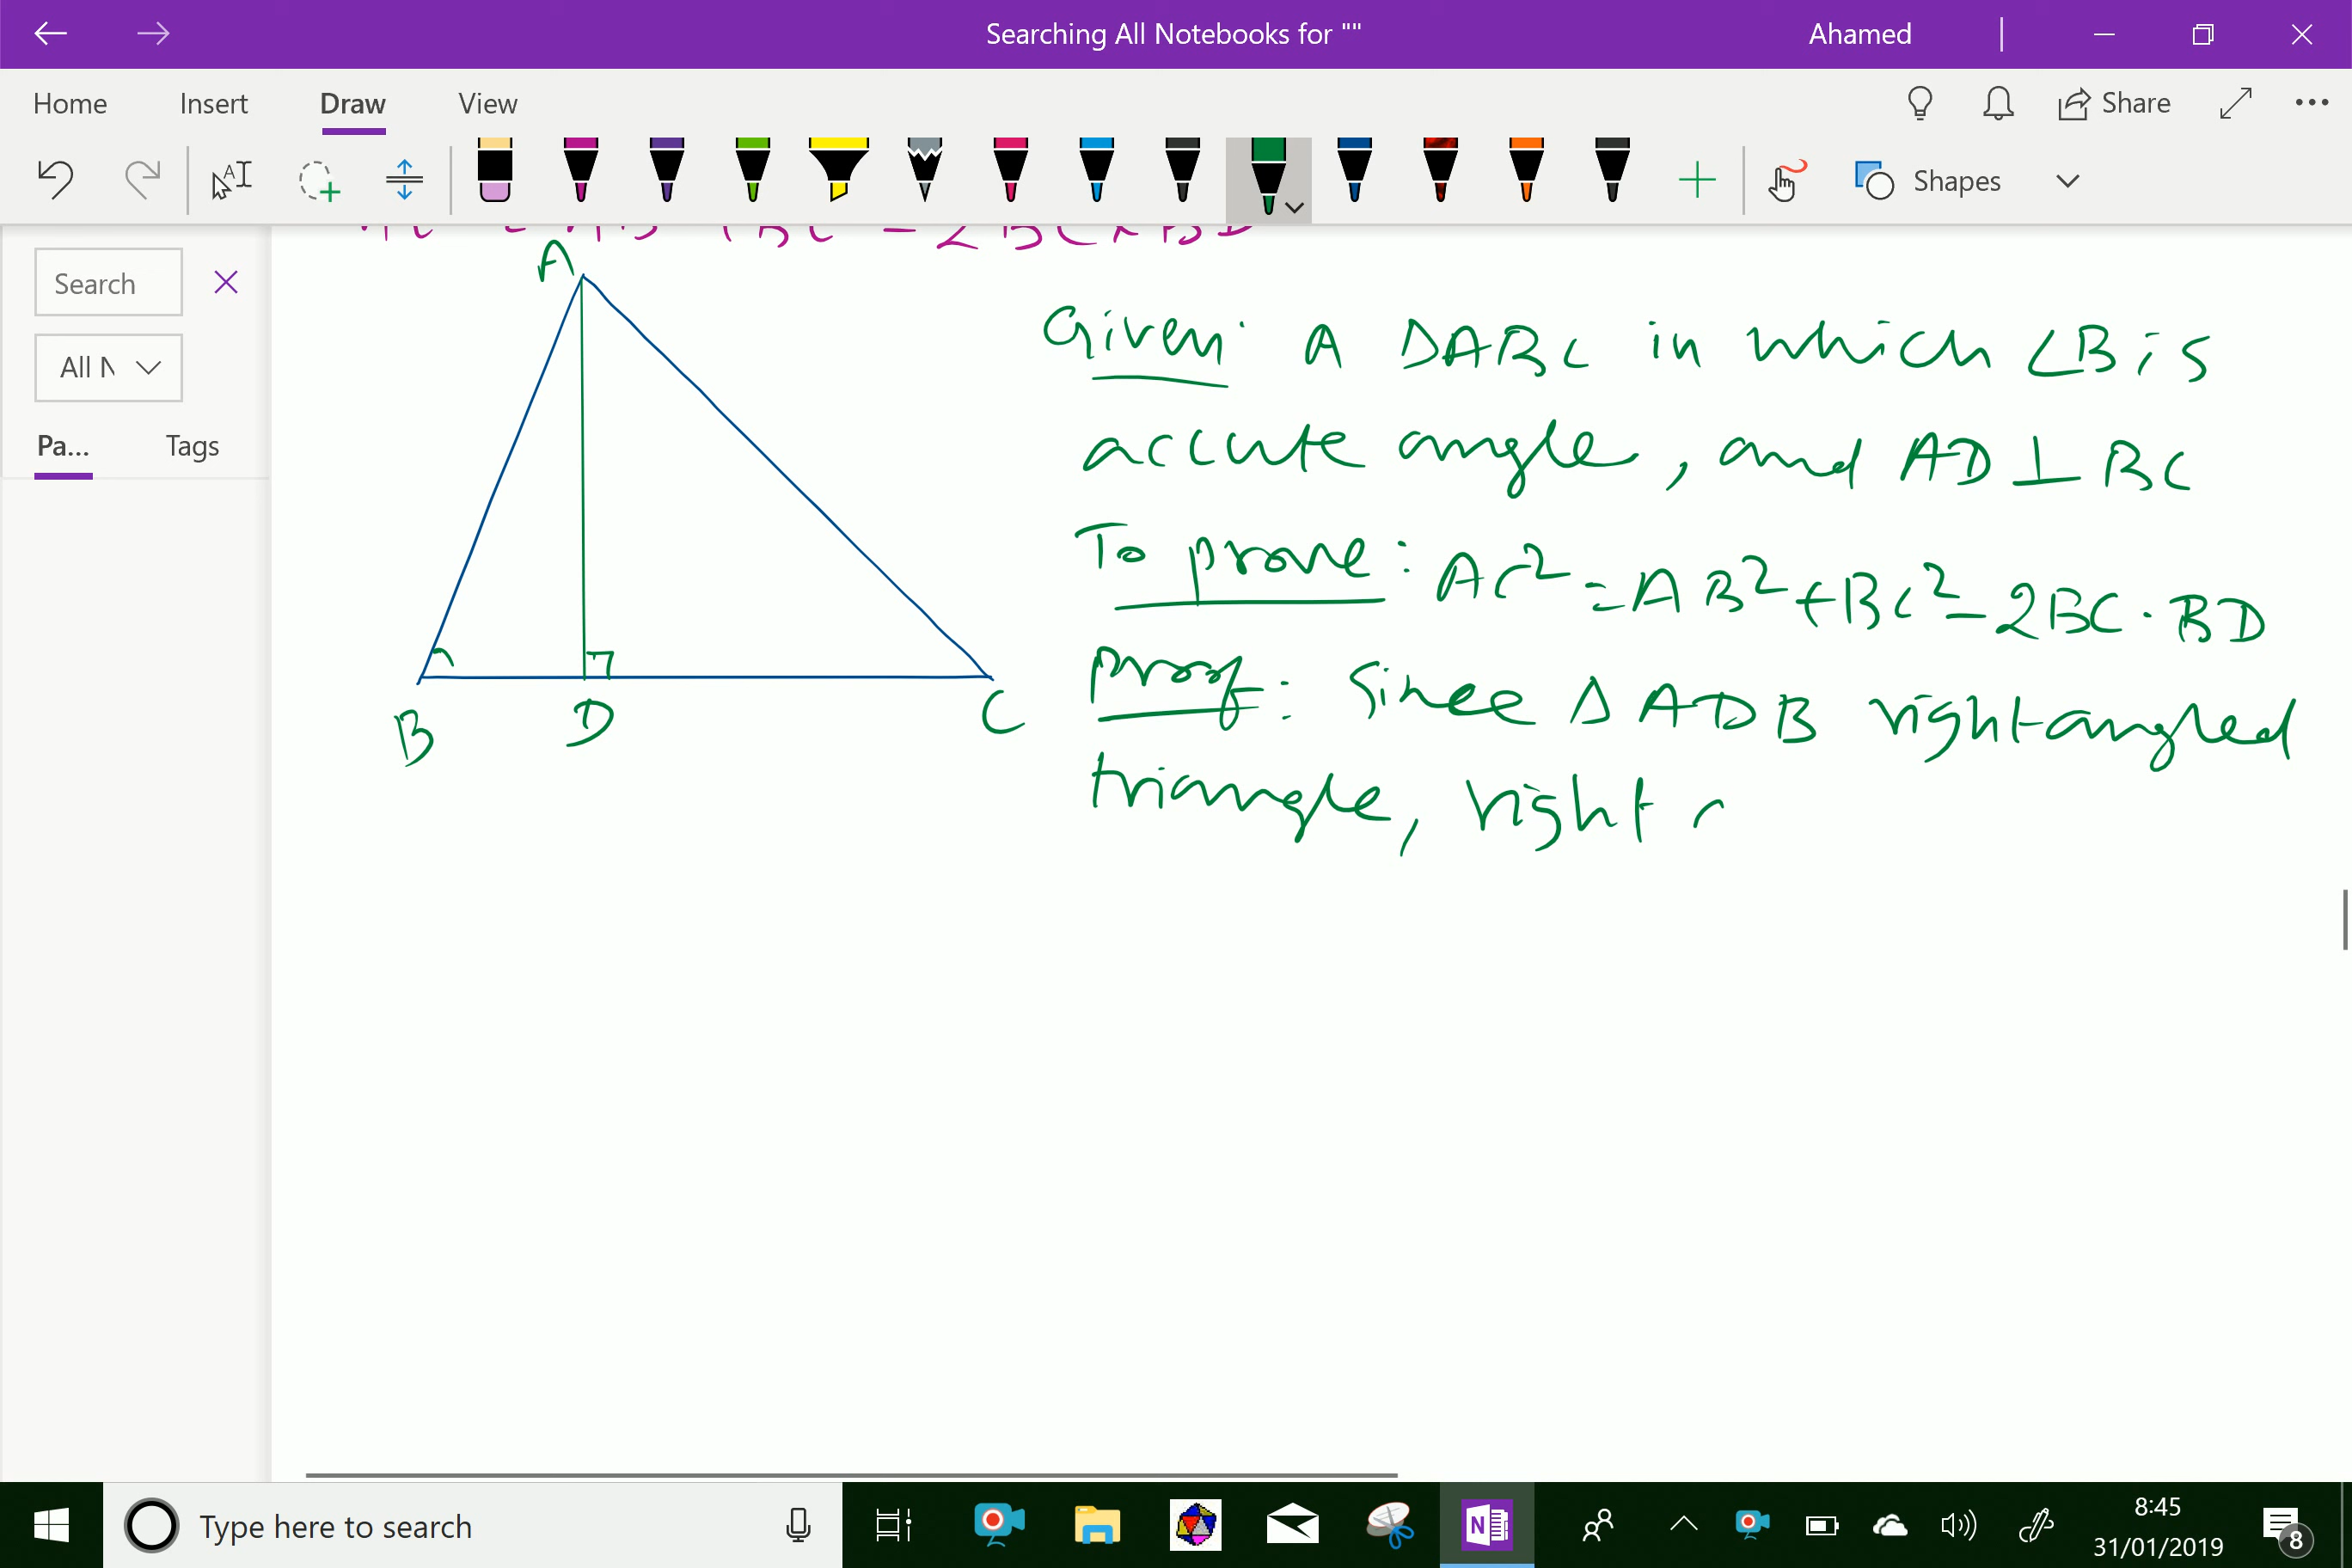 Searching All Notebooks for ""
Ahamed
Home Insert Draw View
Share
Shapes
Search
All N
Pa... Tags
A
B D C
Given: A ΔABC in which ∠B is
accute angle, and AD ⊥ BC
To prove: AC² = AB² + BC² - 2BC · BD
Proof: Since Δ ADB rightangled
triangle, right
Type here to search
N
8:45
31/01/2019
8